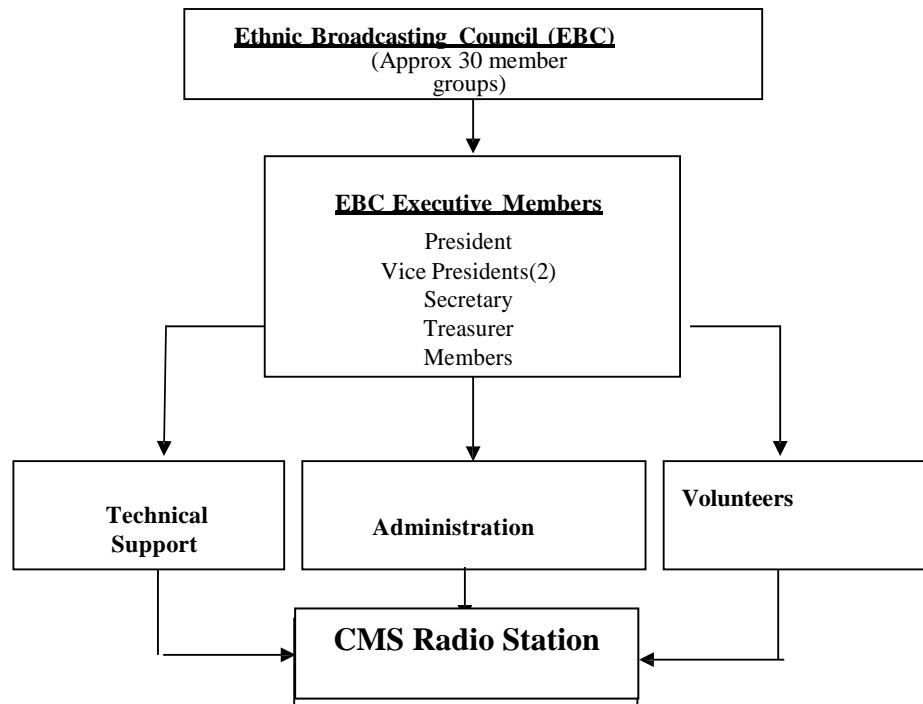 Ethnic Broadcasting Council (EBC)
(Approx 30 member
groups)
EBC Executive Members
President
Vice Presidents(2)
Secretary
Treasurer
Members
Technical
Support
Administration
Volunteers
CMS Radio Station